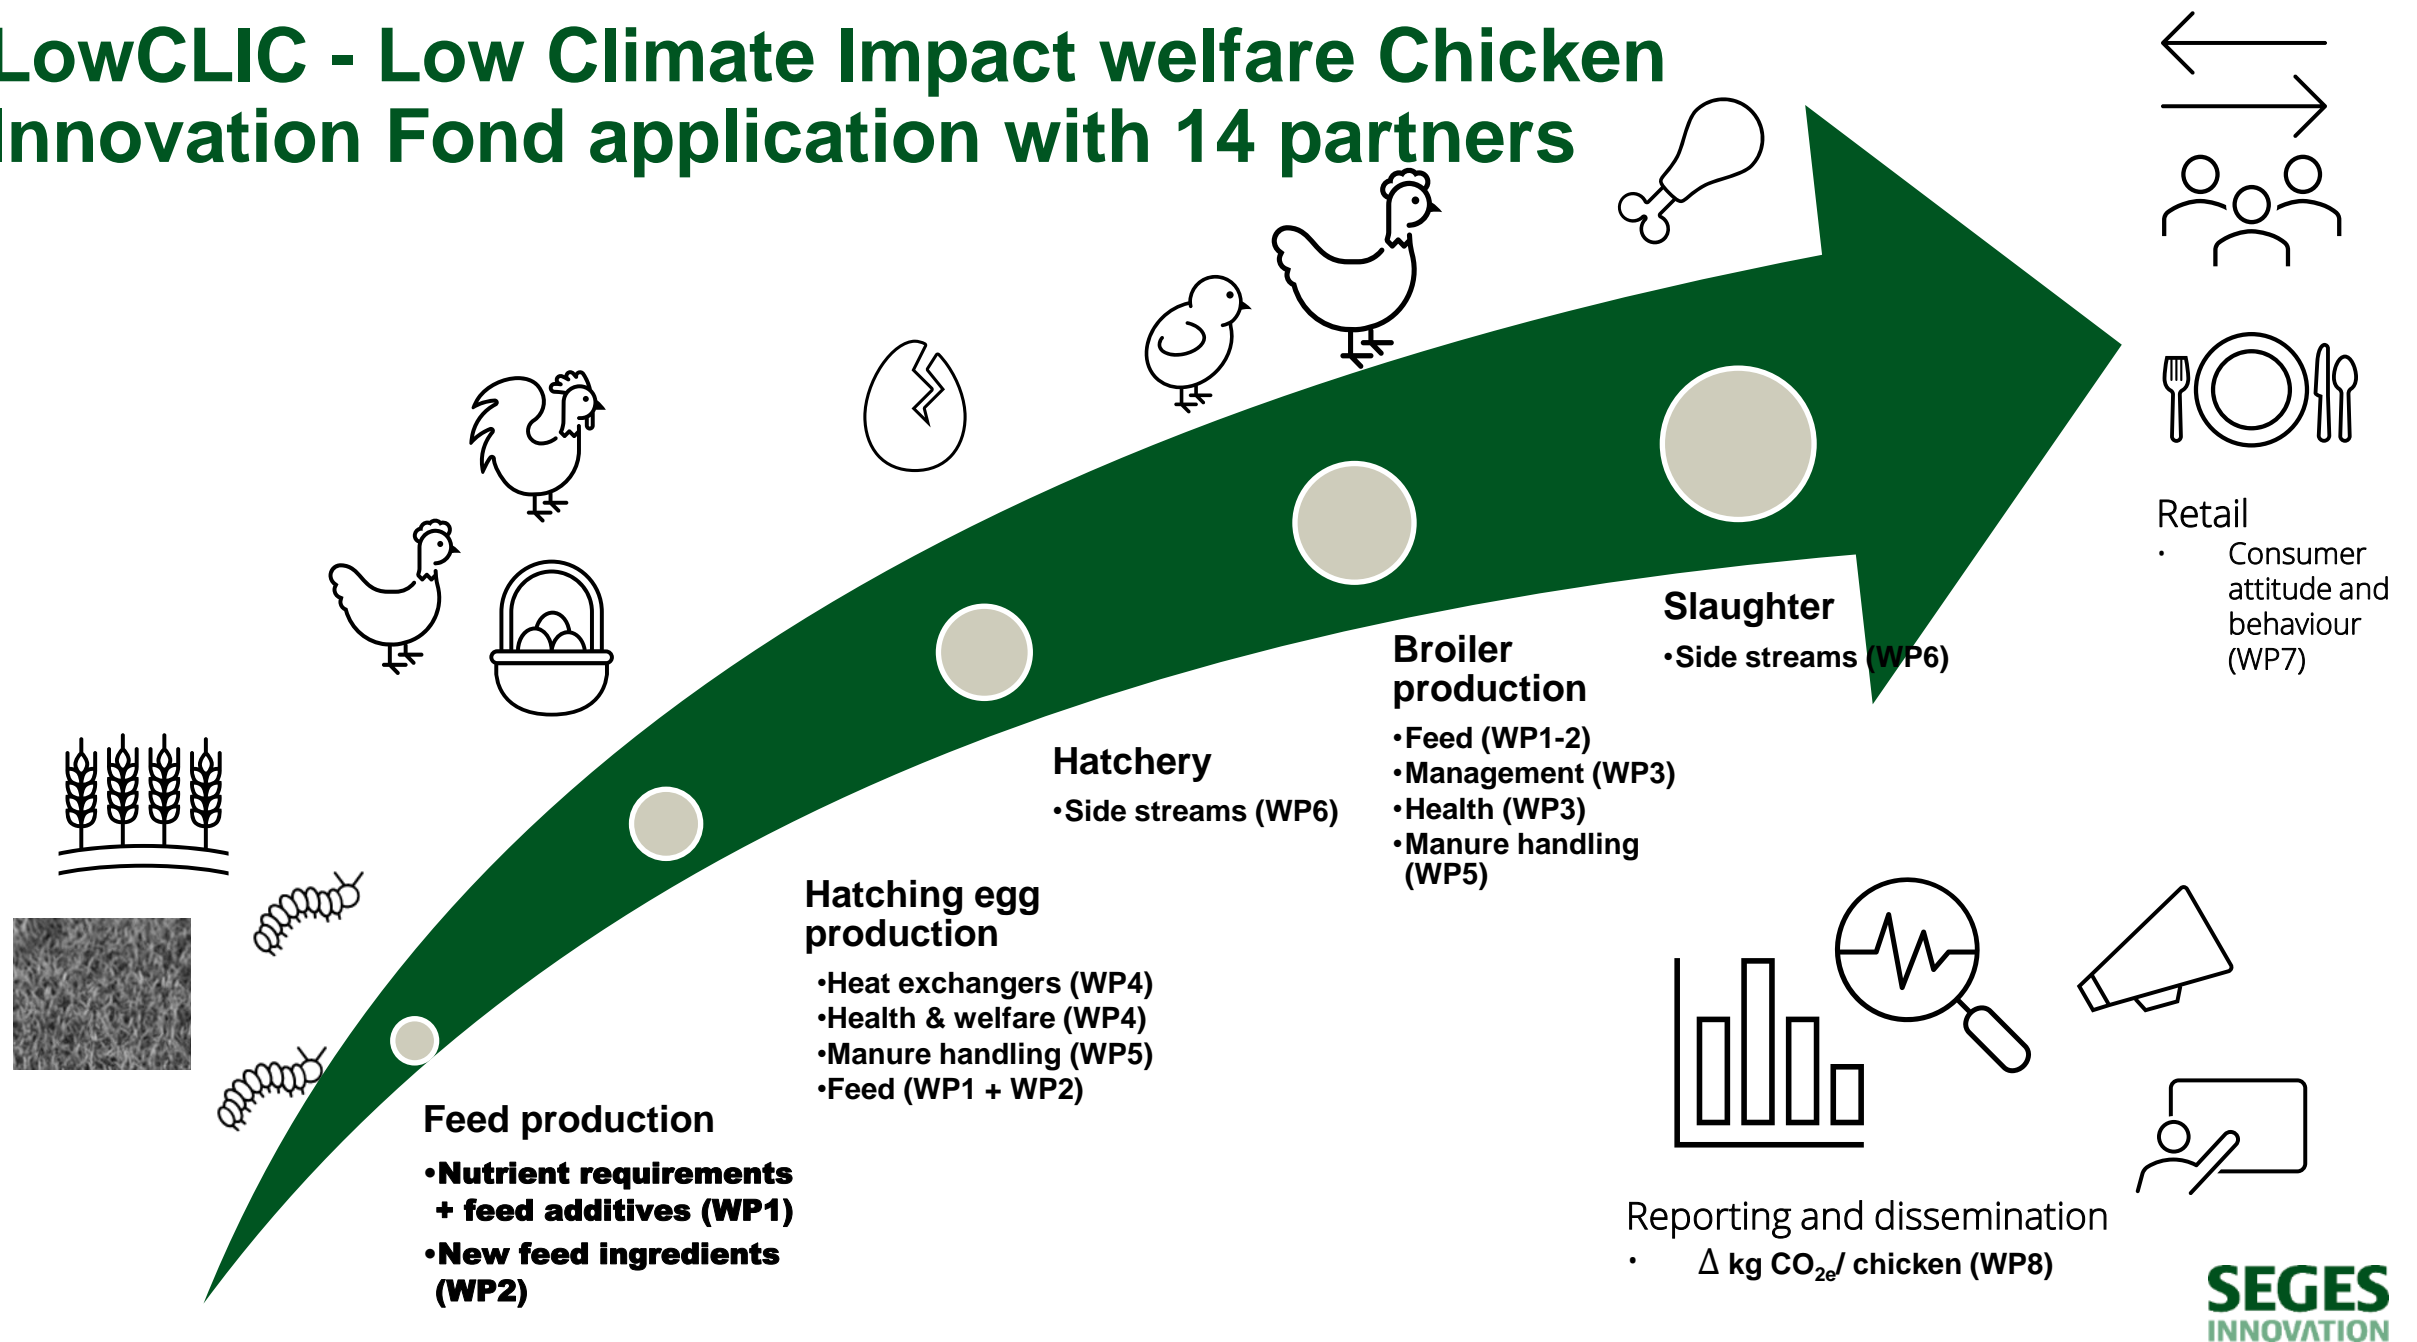 LowCLIC - Low Climate Impact welfare Chicken
Innovation Fond application with 14 partners
Feed production
•Nutrient requirements
+ feed additives (WP1)
•New feed ingredients
(WP2)
Hatching egg
production
•Heat exchangers (WP4)
•Health & welfare (WP4)
•Manure handling (WP5)
•Feed (WP1 + WP2)
Hatchery
•Side streams (WP6)
Broiler
production
•Feed (WP1-2)
•Management (WP3)
•Health (WP3)
•Manure handling
(WP5)
Slaughter
•Side streams (WP6)
Retail
• Consumer
attitude and
behaviour
(WP7)
Reporting and dissemination
• Δ kg CO2e/ chicken (WP8)
SEGES
INNOVATION